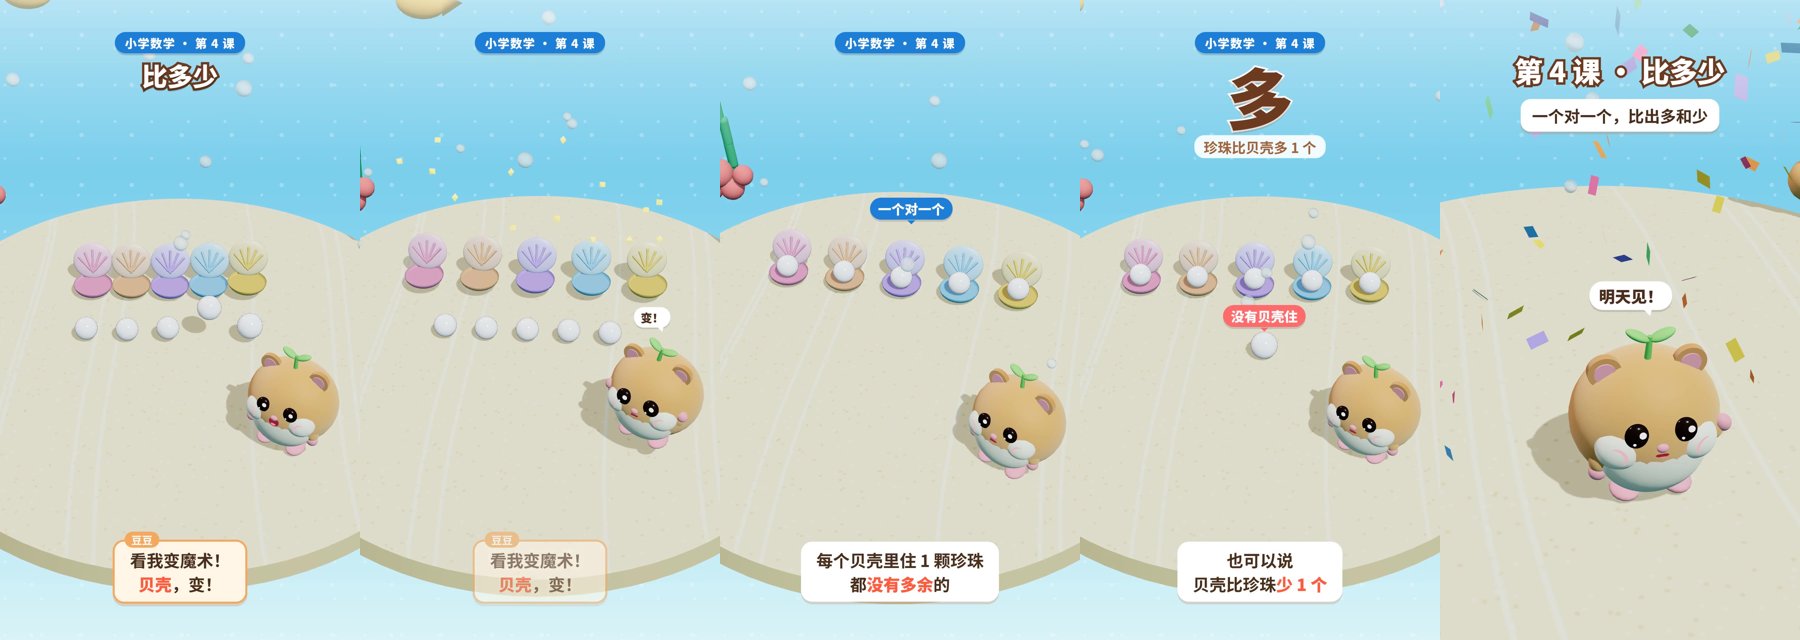 小学数学 · 第 4 课
比多少
豆豆
看我变魔术！
贝壳，变！
小学数学 · 第 4 课
变！
豆豆
看我变魔术！
贝壳，变！
小学数学 · 第 4 课
一个对一个
每个贝壳里住 1 颗珍珠
都没有多余的
小学数学 · 第 4 课
多
珍珠比贝壳多 1 个
没有贝壳住
也可以说
贝壳比珍珠少 1 个
第 4 课 · 比多少
一个对一个，比出多和少
明天见！